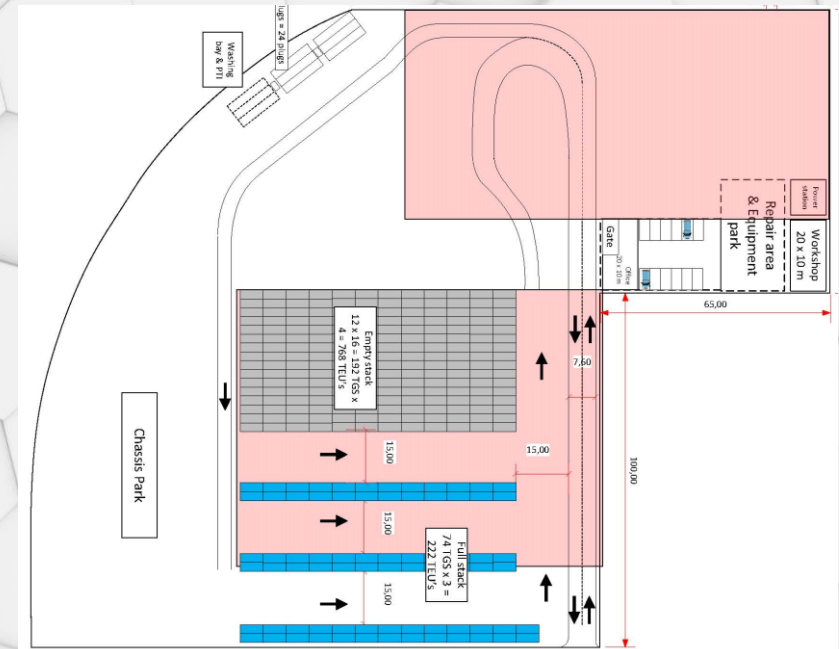 lugs = 24 plugs
Washing
bay & PTI
Power
station
Workshop
20 x 10 m
Repair area
& Equipment
park
Gate
Office
20 x 10 m
65,00
Empty stack
12 x 16 = 192 TGS x
4 = 768 TEU's
7,60
15,00
15,00
100,00
Chassis Park
15,00
Full stack
74 TGS x 3 =
222 TEU's
15,00